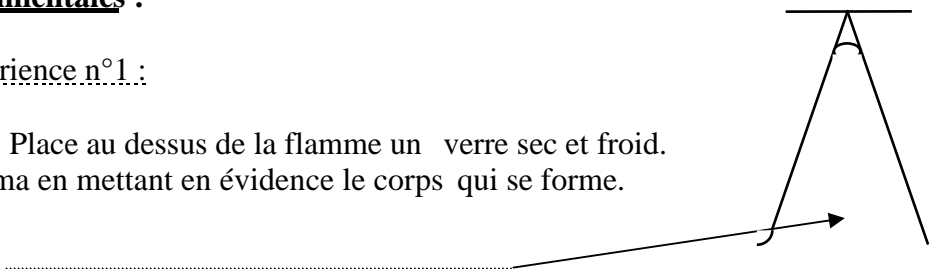 rience n°1 :
Place au dessus de la flamme un verre sec et froid.
ma en mettant en évidence le corps qui se forme.